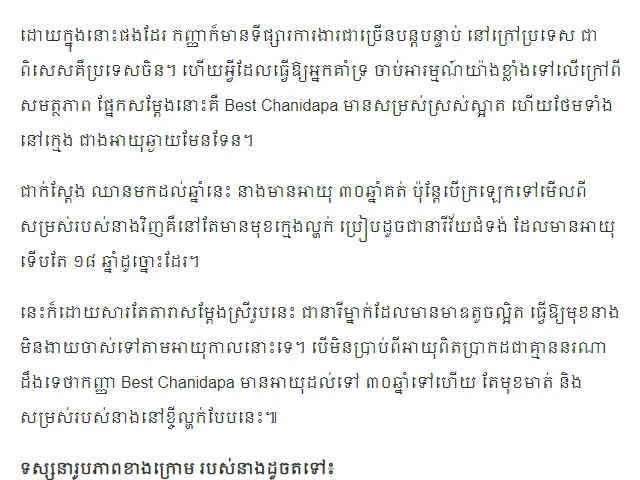 ដោយក្នុងនោះផងដែរ កញ្ញាក៏មានទីផ្សារការងារជាច្រើនបន្តបន្ទាប់ នៅក្រៅប្រទេស ជា
ពិសេសគឺប្រទេសចិន។ ហើយអ្វីដែលធ្វើឱ្យអ្នកគាំទ្រ ចាប់អារម្មណ៍យ៉ាងខ្លាំងទៅលើក្រៅពី
សមត្ថភាព ផ្នែកសម្ដែងនោះគឺ Best Chanidapa មានសម្រស់ស្រស់ស្អាត ហើយថែមទាំង
នៅក្មេង ជាងអាយុឆ្ងាយមែនទែន។
ជាក់ស្ដែង ឈានមកដល់ឆ្នាំនេះ នាងមានអាយុ ៣០ឆ្នាំគត់ ប៉ុន្តែបើក្រឡេកទៅមើលពី
សម្រស់របស់នាងវិញគឺនៅតែមានមុខក្មេងល្ហក់ ប្រៀបដូចជានារីវ័យជំទង់ ដែលមានអាយុ
ទើបតែ ១៨ ឆ្នាំដូច្នោះដែរ។
នេះក៏ដោយសារតែតារាសម្ដែងស្រីរូបនេះ ជានារីម្នាក់ដែលមានមាឌតូចល្អិត ធ្វើឱ្យមុខនាង
មិនងាយចាស់ទៅតាមអាយុកាលនោះទេ។ បើមិនប្រាប់ពីអាយុពិតប្រាកដជាគ្មាននរណា
ដឹងទេថាកញ្ញា Best Chanidapa មានអាយុដល់ទៅ ៣០ឆ្នាំទៅហើយ តែមុខមាត់ និង
សម្រស់របស់នាងនៅខ្ចីល្ហក់បែបនេះ៕
ទស្សនារូបភាពខាងក្រោម របស់នាងដូចតទៅ៖